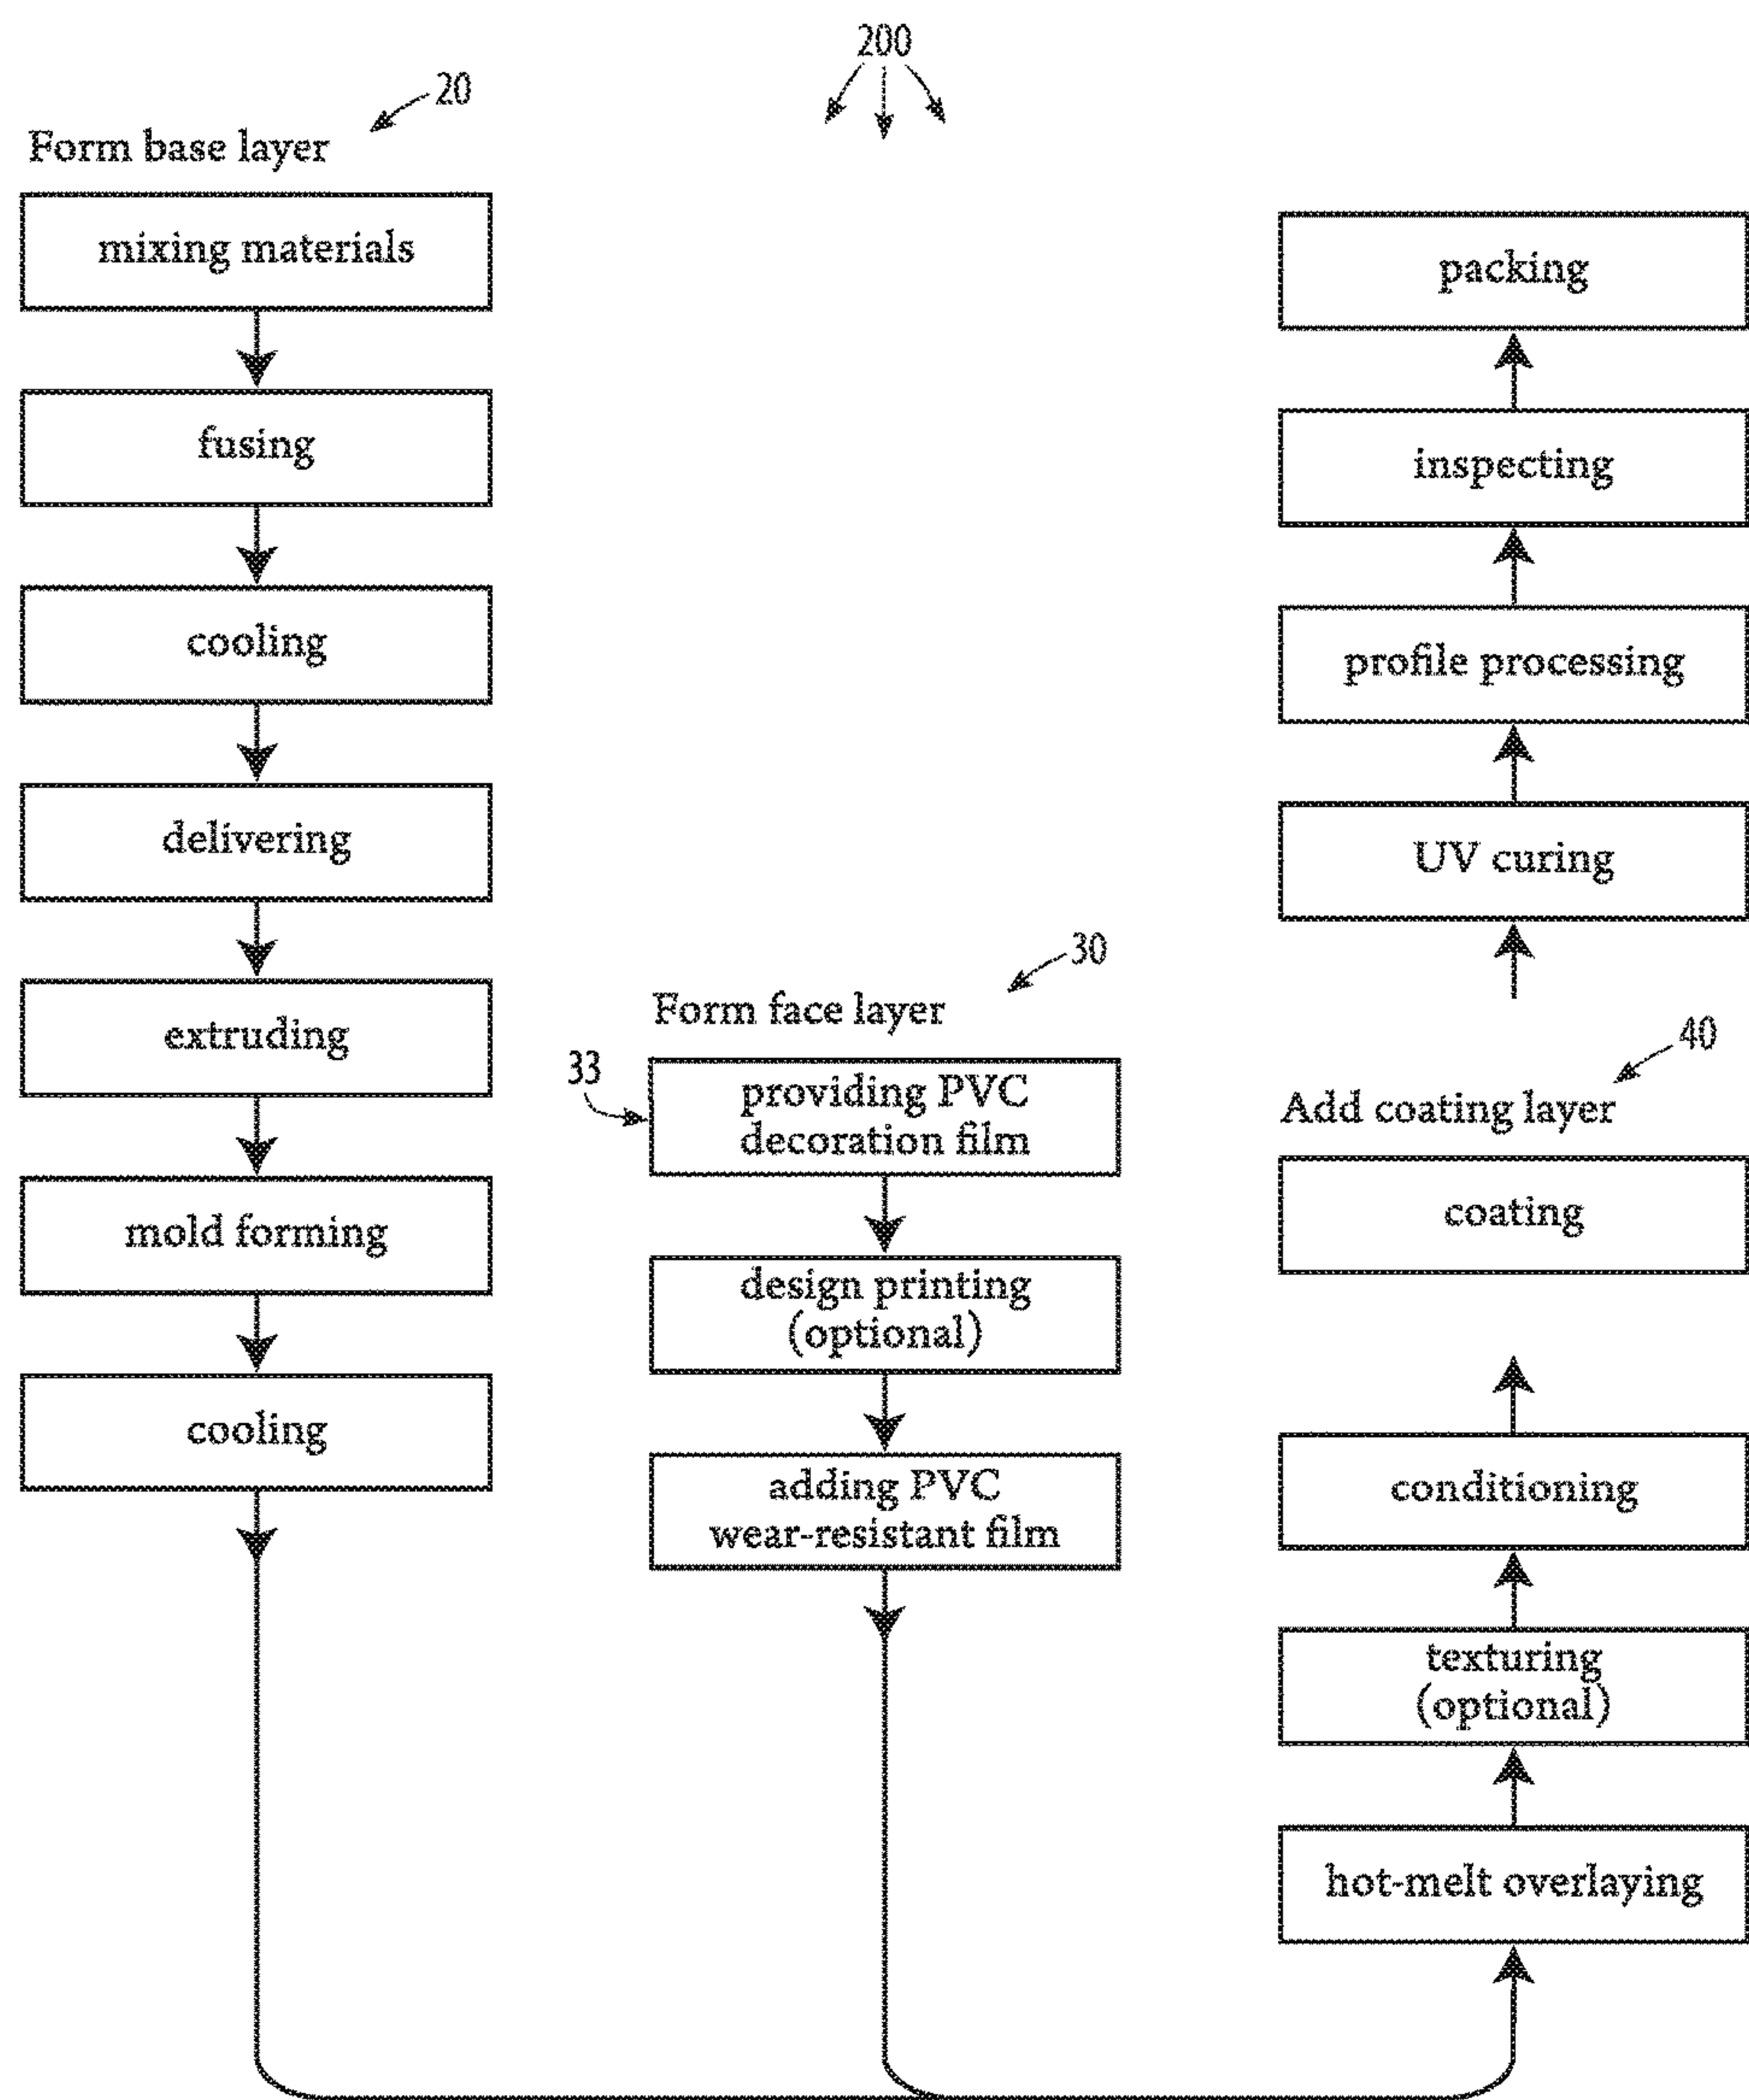 200
20
Form base layer
mixing materials
fusing
cooling
delivering
extruding
mold forming
cooling
30
Form face layer
33
providing PVC
decoration film
design printing
(optional)
adding PVC
wear-resistant film
packing
inspecting
profile processing
UV curing
40
Add coating layer
coating
conditioning
texturing
(optional)
hot-melt overlaying